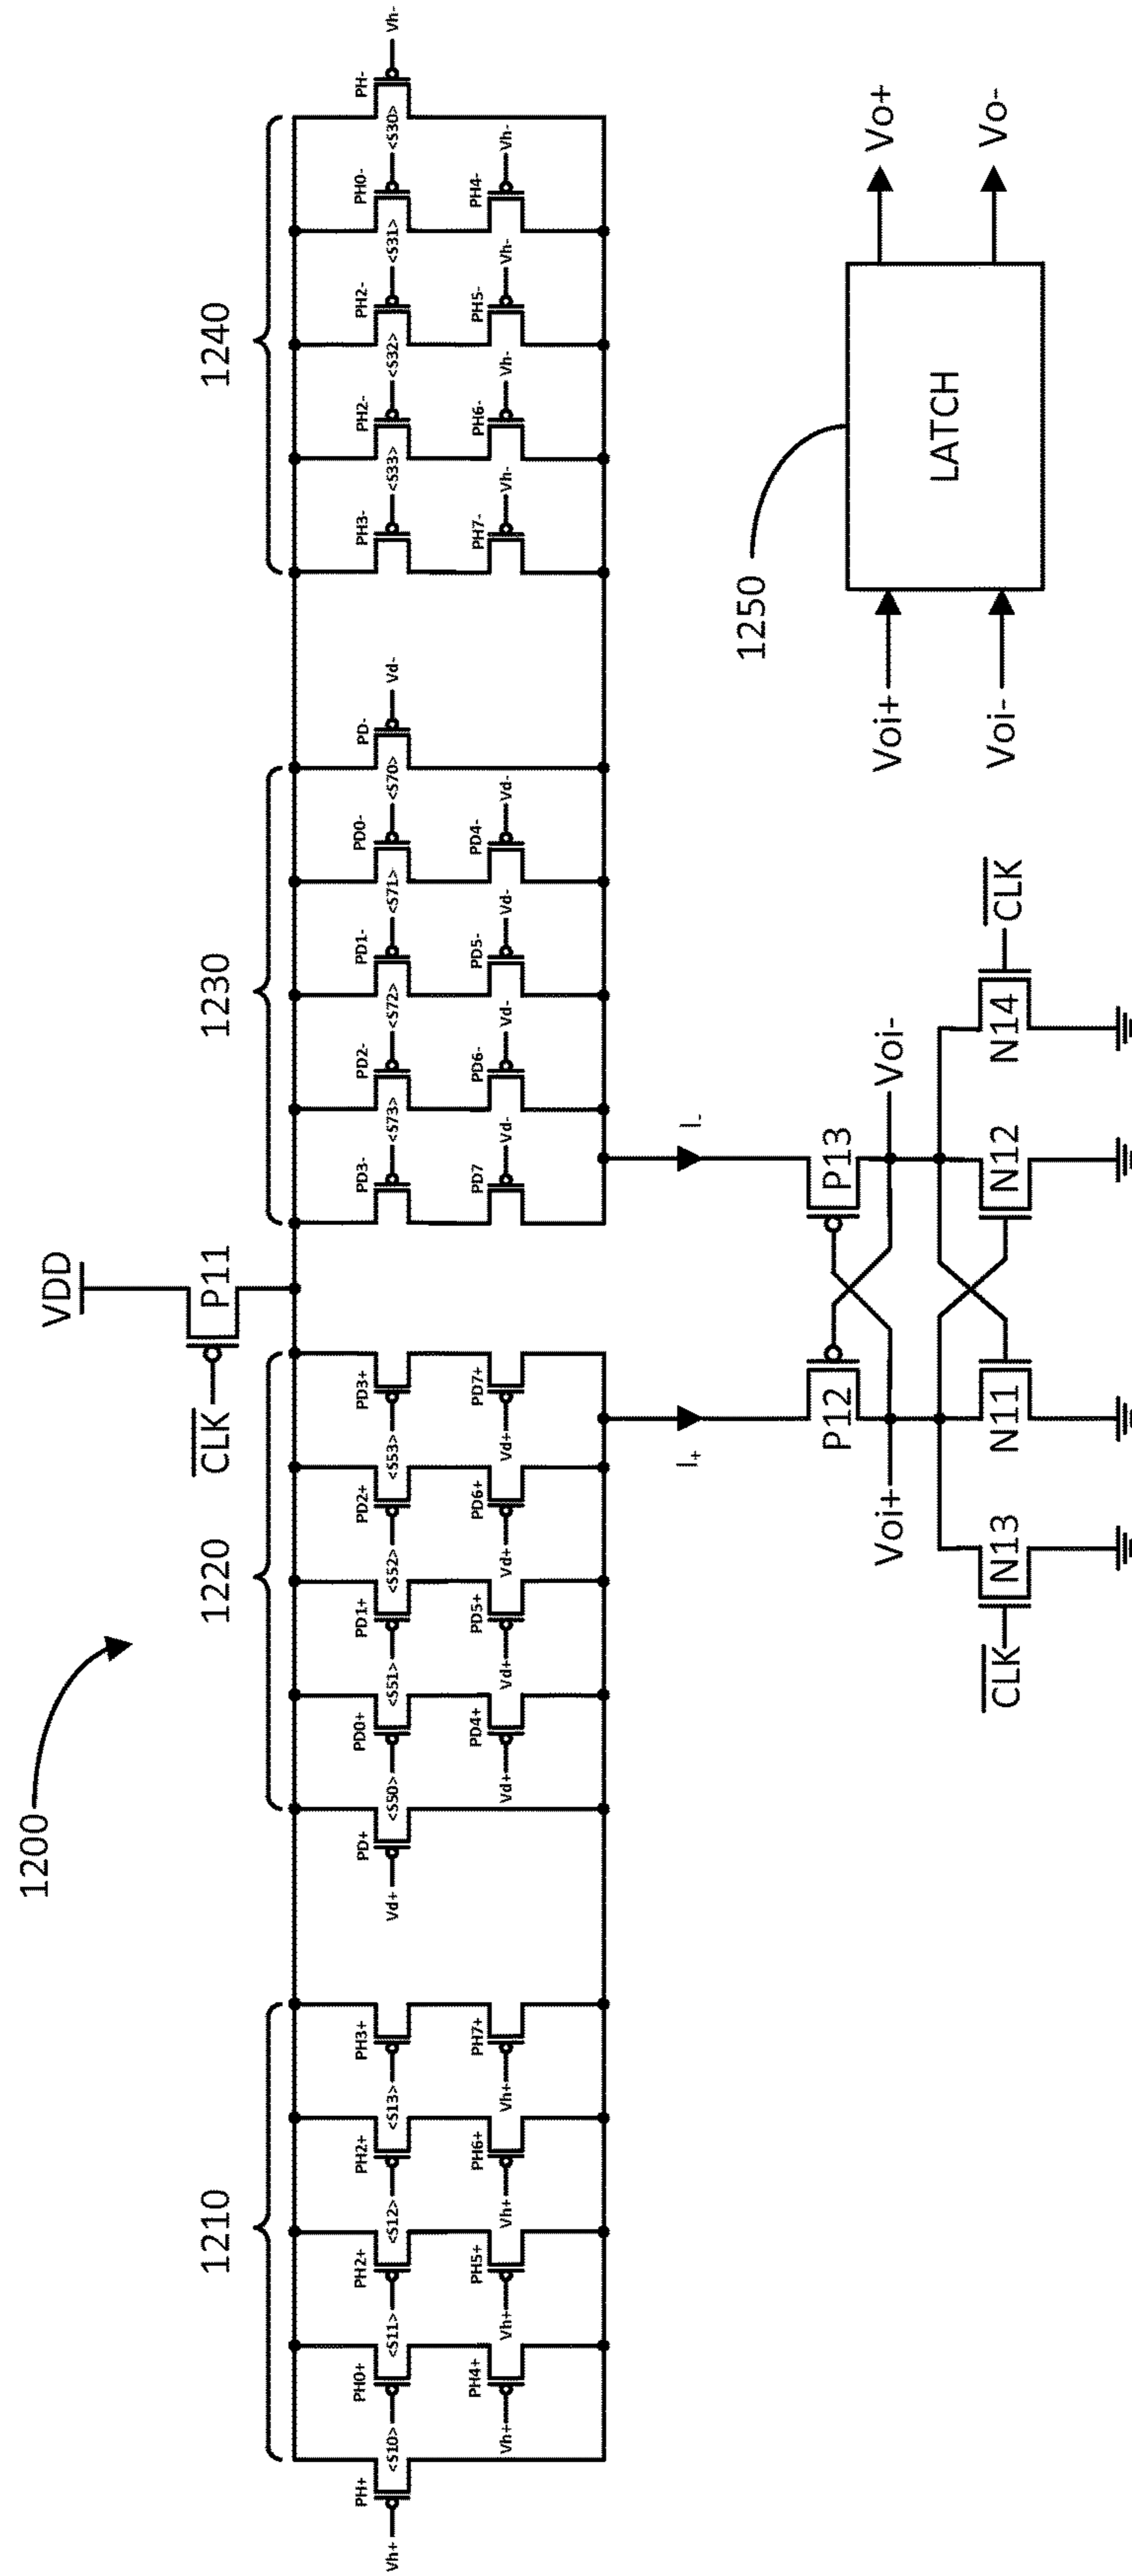 1200
VDD
1210 1220 C̅L̅K̅ P11 1230 1240
PH+ PH0+ PH2+ PH2+ PH3+ PD+ PD0+ PD1+ PD2+ PD3+ PD3- PD2- PD1- PD0- PD- PH3- PH2- PH2- PH0- PH-
Vh+ <S10> <S11> <S12> <S13> Vd+ <S50> <S51> <S52> <S53> <S73> <S72> <S71> <S70> Vd- <S33> <S32> <S31> <S30> Vh-
PH4+ PH5+ PH6+ PH7+ PD4+ PD5+ PD6+ PD7+ PD7 PD6- PD5- PD4- PH7- PH6- PH5- PH4-
Vh+ Vh+ Vh+ Vh+ Vd+ Vd+ Vd+ Vd+ Vd- Vd- Vd- Vd- Vh- Vh- Vh- Vh-
I+ I-
1250
P12 P13
Voi+ Voi- Voi+ Vo+
LATCH
Voi- Vo-
C̅L̅K̅ N13 N11 N12 N14 C̅L̅K̅